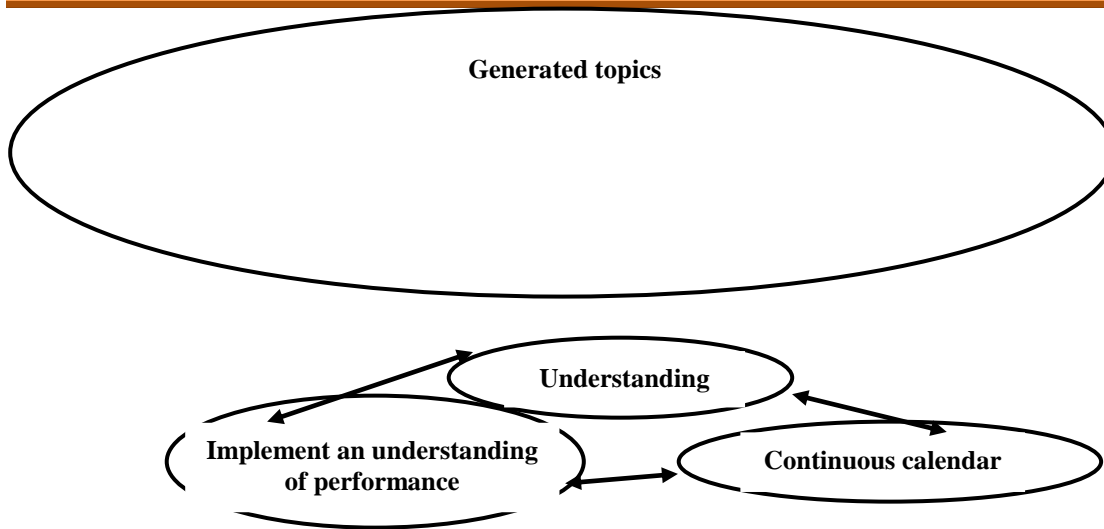 Generated topics
Understanding
Implement an understanding
of performance
Continuous calendar